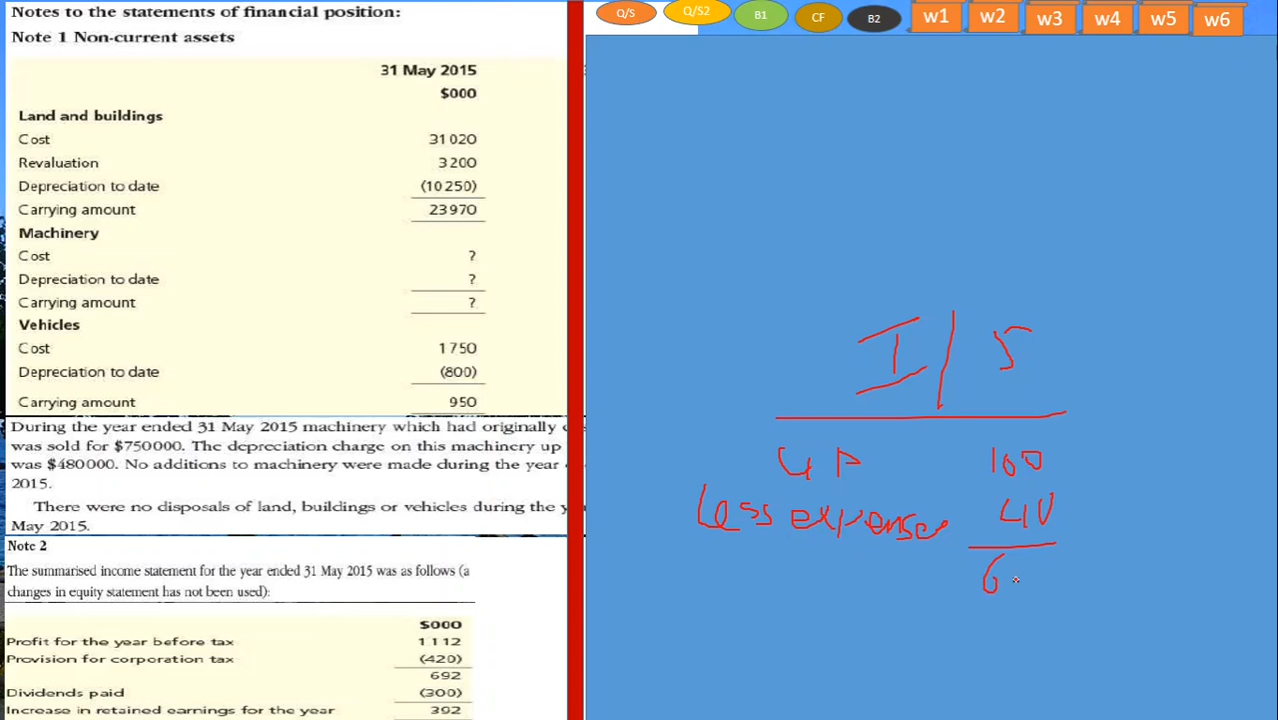 Notes to the statements of financial position:
Note 1 Non-current assets
31 May 2015
$000
Land and buildings
Cost 31 020
Revaluation 3 200
Depreciation to date (10 250)
Carrying amount 23 970
Machinery
Cost ?
Depreciation to date ?
Carrying amount ?
Vehicles
Cost 1 750
Depreciation to date (800)
Carrying amount 950
During the year ended 31 May 2015 machinery which had originally
was sold for $750 000. The depreciation charge on this machinery up
was $480 000. No additions to machinery were made during the year
2015.
There were no disposals of land, buildings or vehicles during the
May 2015.
Note 2
The summarised income statement for the year ended 31 May 2015 was as follows (a
changes in equity statement has not been used):
$000
Profit for the year before tax 1 112
Provision for corporation tax (420)
692
Dividends paid (300)
Increase in retained earnings for the year 392
Q/S Q/S2 B1 CF B2 w1 w2 w3 w4 w5 w6
I/S
GP 100
less expenses 40
6